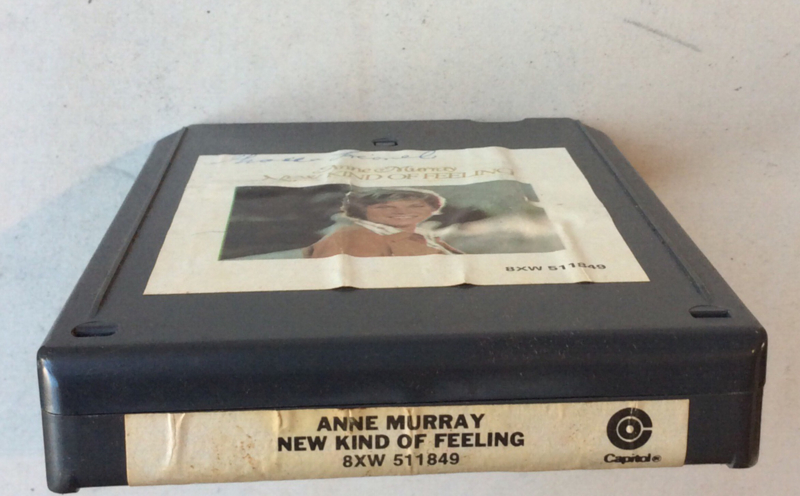 Anne Murray
NEW KIND OF FEELING
8XW 511849
ANNE MURRAY
NEW KIND OF FEELING
8XW 511849
Capitol®